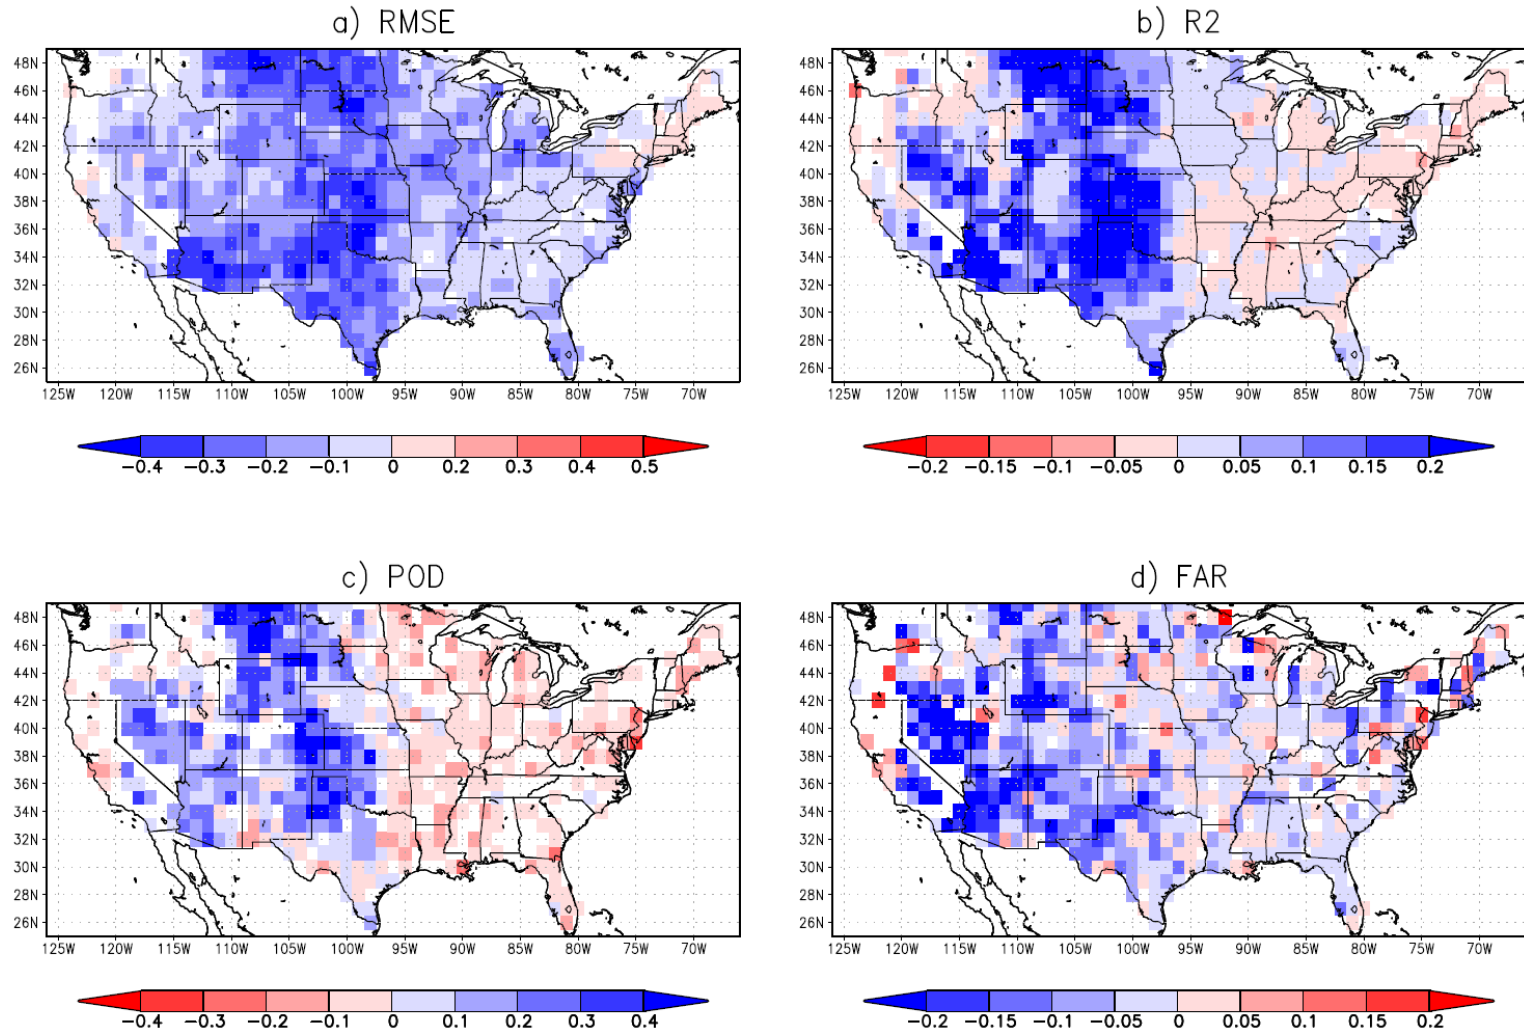 a) RMSE
b) R2
48N
46N
44N
42N
40N
38N
36N
34N
32N
30N
28N
26N
125W 120W 115W 110W 105W 100W 95W 90W 85W 80W 75W 70W
48N
46N
44N
42N
40N
38N
36N
34N
32N
30N
28N
26N
125W 120W 115W 110W 105W 100W 95W 90W 85W 80W 75W 70W
-0.4 -0.3 -0.2 -0.1 0 0.2 0.3 0.4 0.5
-0.2 -0.15 -0.1 -0.05 0 0.05 0.1 0.15 0.2
c) POD
d) FAR
48N
46N
44N
42N
40N
38N
36N
34N
32N
30N
28N
26N
125W 120W 115W 110W 105W 100W 95W 90W 85W 80W 75W 70W
48N
46N
44N
42N
40N
38N
36N
34N
32N
30N
28N
26N
125W 120W 115W 110W 105W 100W 95W 90W 85W 80W 75W 70W
-0.4 -0.3 -0.2 -0.1 0 0.1 0.2 0.3 0.4
-0.2 -0.15 -0.1 -0.05 0 0.05 0.1 0.15 0.2